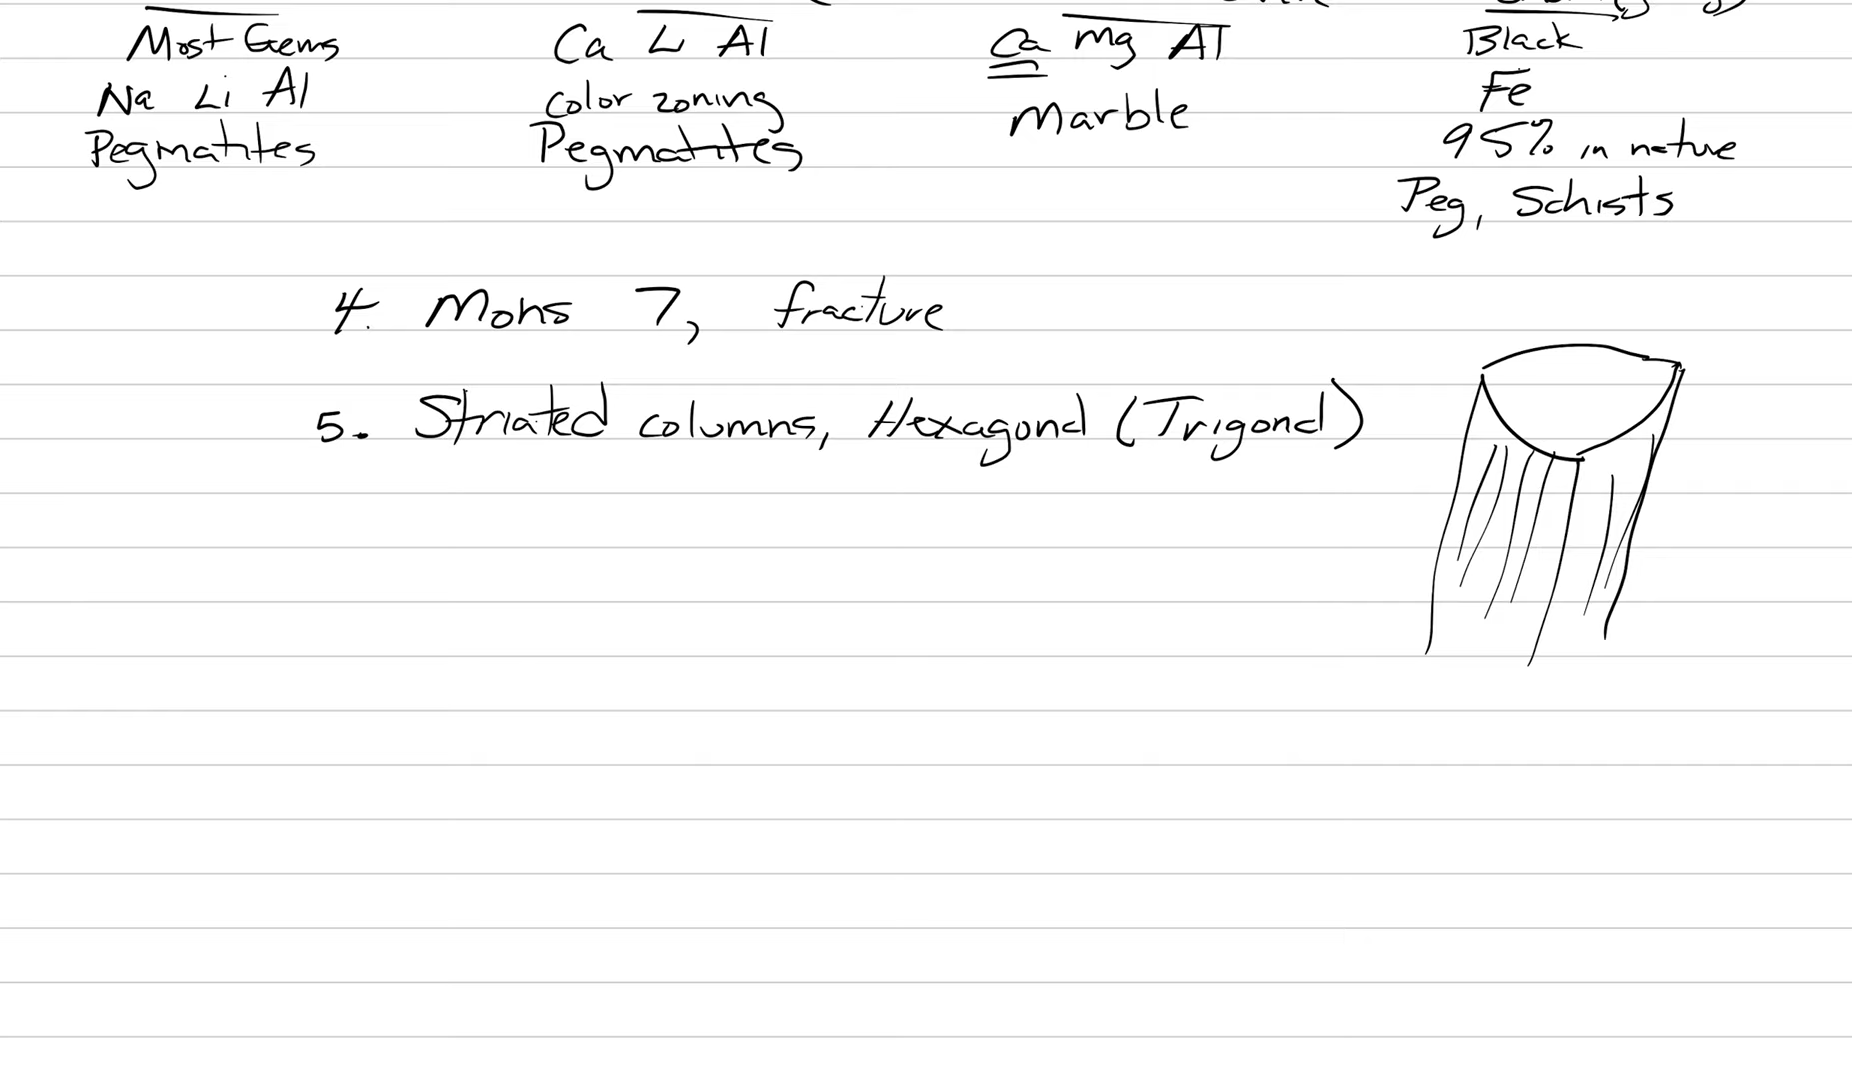 Most Gems
Na Li Al
Pegmatites
Ca Li Al
color zoning
Pegmatites
Ca Mg Al
Marble
Black
Fe
95% in nature
Peg, Schists
4. Mohs 7, fracture
5. Striated columns, Hexagonal (Trigonal)